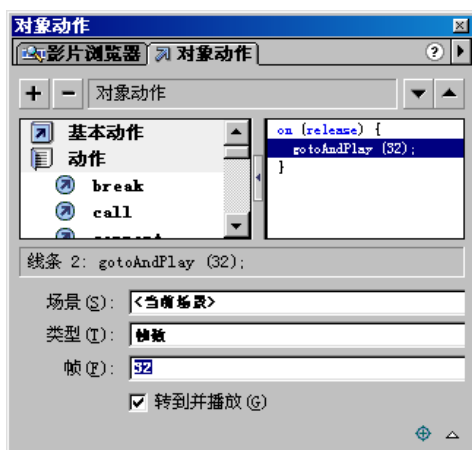 对象动作
影片浏览器 对象动作 ?
+ - 对象动作
基本动作
动作
break
call
on (release) {
gotoAndPlay (32);
}
线条 2: gotoAndPlay (32);
场景(S): <当前场景>
类型(T): 帧数
帧(F): 32
转到并播放(G)